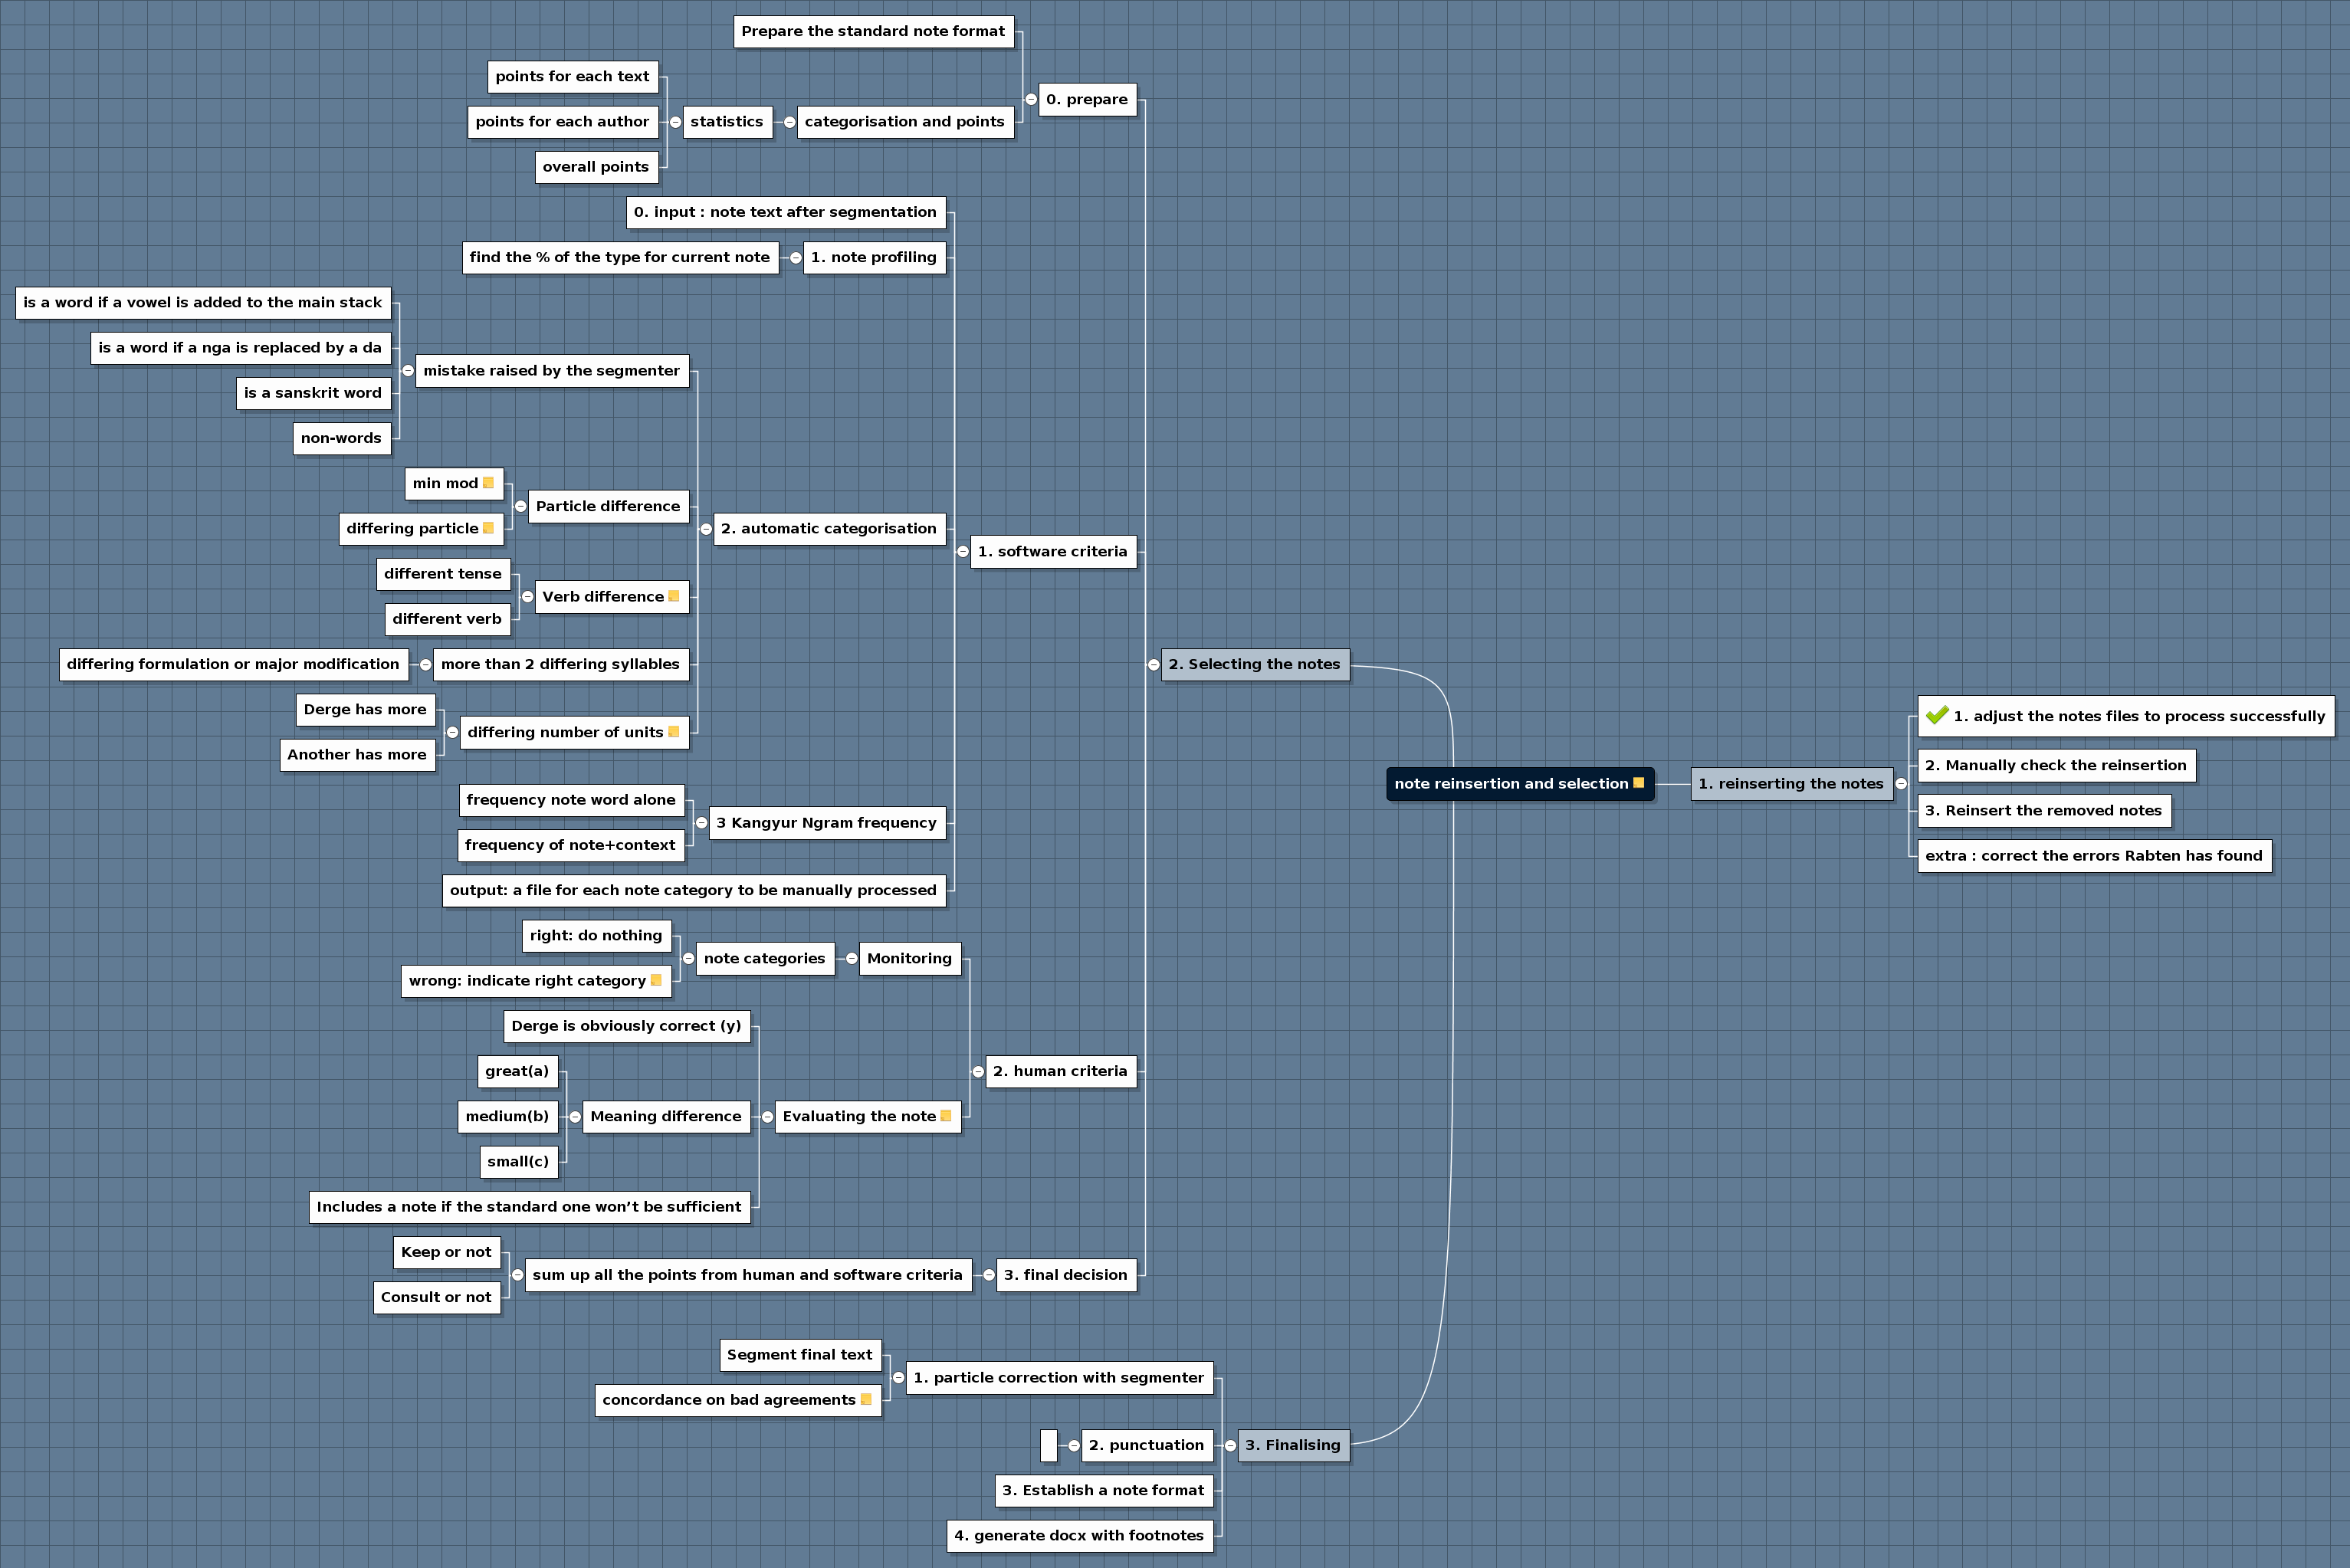 note reinsertion and selection
1. reinserting the notes
1. adjust the notes files to process successfully
2. Manually check the reinsertion
3. Reinsert the removed notes
extra : correct the errors Rabten has found
2. Selecting the notes
0. prepare
Prepare the standard note format
categorisation and points
statistics
points for each text
points for each author
overall points
1. software criteria
0. input : note text after segmentation
1. note profiling
find the % of the type for current note
2. automatic categorisation
mistake raised by the segmenter
is a word if a vowel is added to the main stack
is a word if a nga is replaced by a da
is a sanskrit word
non-words
Particle difference
min mod
differing particle
Verb difference
different tense
different verb
more than 2 differing syllables
differing formulation or major modification
differing number of units
Derge has more
Another has more
3 Kangyur Ngram frequency
frequency note word alone
frequency of note+context
output: a file for each note category to be manually processed
2. human criteria
Monitoring
note categories
right: do nothing
wrong: indicate right category
Evaluating the note
Derge is obviously correct (y)
Meaning difference
great(a)
medium(b)
small(c)
Includes a note if the standard one won’t be sufficient
3. final decision
sum up all the points from human and software criteria
Keep or not
Consult or not
3. Finalising
1. particle correction with segmenter
Segment final text
concordance on bad agreements
2. punctuation
3. Establish a note format
4. generate docx with footnotes